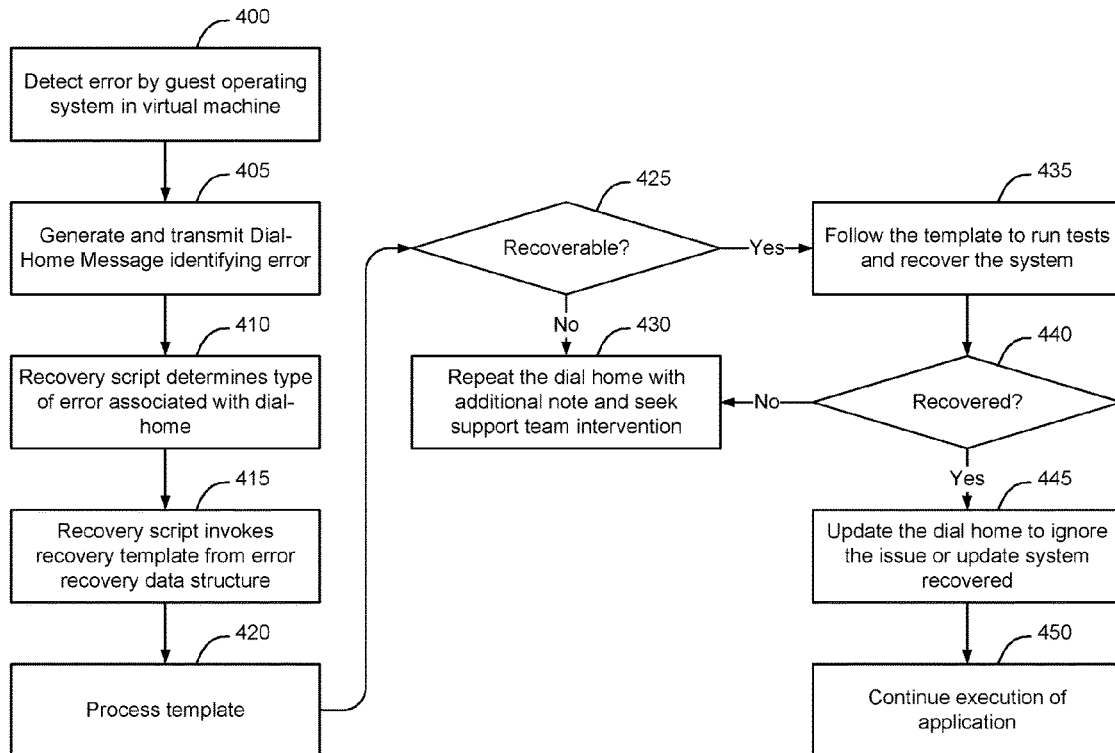 400
Detect error by guest operating
system in virtual machine
405
Generate and transmit Dial-
Home Message identifying error
410
Recovery script determines type
of error associated with dial-
home
415
Recovery script invokes
recovery template from error
recovery data structure
420
Process template
425
Recoverable?
Yes
No
430
Repeat the dial home with
additional note and seek
support team intervention
435
Follow the template to run tests
and recover the system
440
Recovered?
No
Yes
445
Update the dial home to ignore
the issue or update system
recovered
450
Continue execution of
application